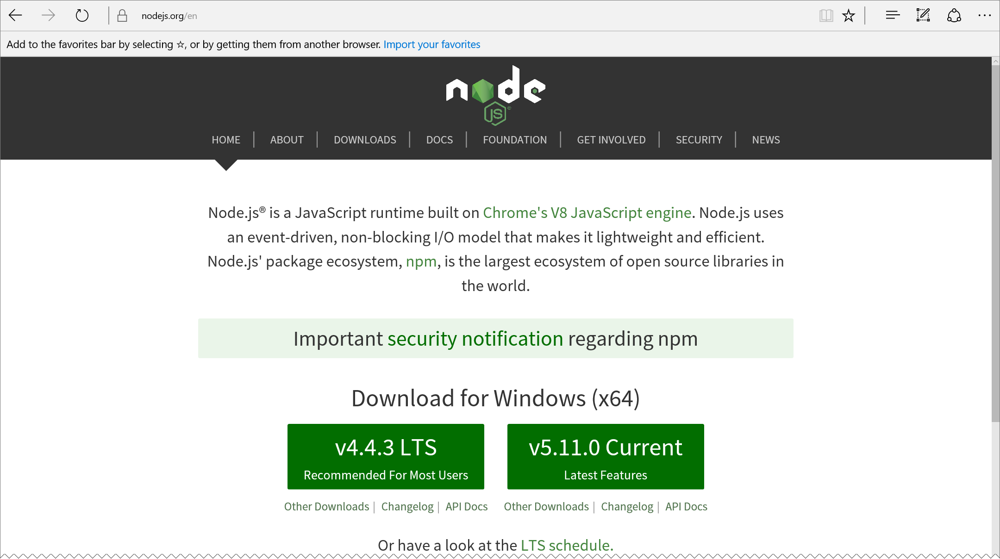 nodejs.org/en
Add to the favorites bar by selecting ☆, or by getting them from another browser. Import your favorites
node
JS®
HOME | ABOUT | DOWNLOADS | DOCS | FOUNDATION | GET INVOLVED | SECURITY | NEWS
Node.js® is a JavaScript runtime built on Chrome's V8 JavaScript engine. Node.js uses
an event-driven, non-blocking I/O model that makes it lightweight and efficient.
Node.js' package ecosystem, npm, is the largest ecosystem of open source libraries in
the world.
Important security notification regarding npm
Download for Windows (x64)
v4.4.3 LTS
Recommended For Most Users
v5.11.0 Current
Latest Features
Other Downloads | Changelog | API Docs
Other Downloads | Changelog | API Docs
Or have a look at the LTS schedule.